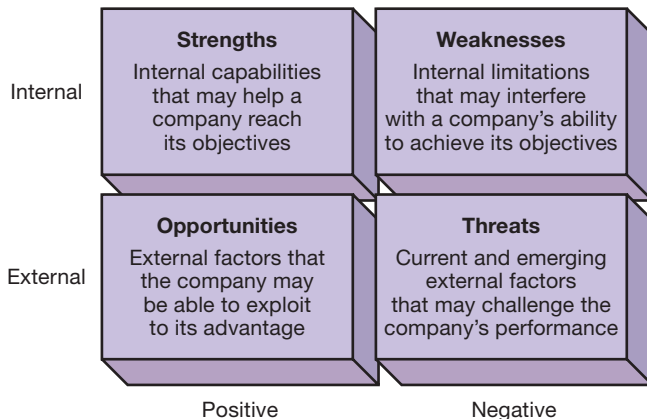 Strengths
Internal capabilities
that may help a
company reach
its objectives
Weaknesses
Internal limitations
that may interfere
with a company's ability
to achieve its objectives
Internal
Opportunities
External factors that
the company may
be able to exploit
to its advantage
Threats
Current and emerging
external factors
that may challenge the
company's performance
External
Positive
Negative